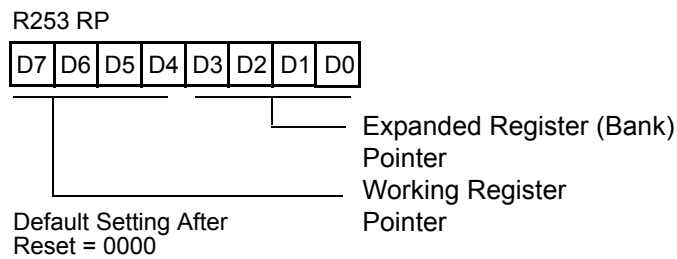 R253 RP
D7 D6 D5 D4 D3 D2 D1 D0
Expanded Register (Bank)
Pointer
Working Register
Pointer
Default Setting After
Reset = 0000